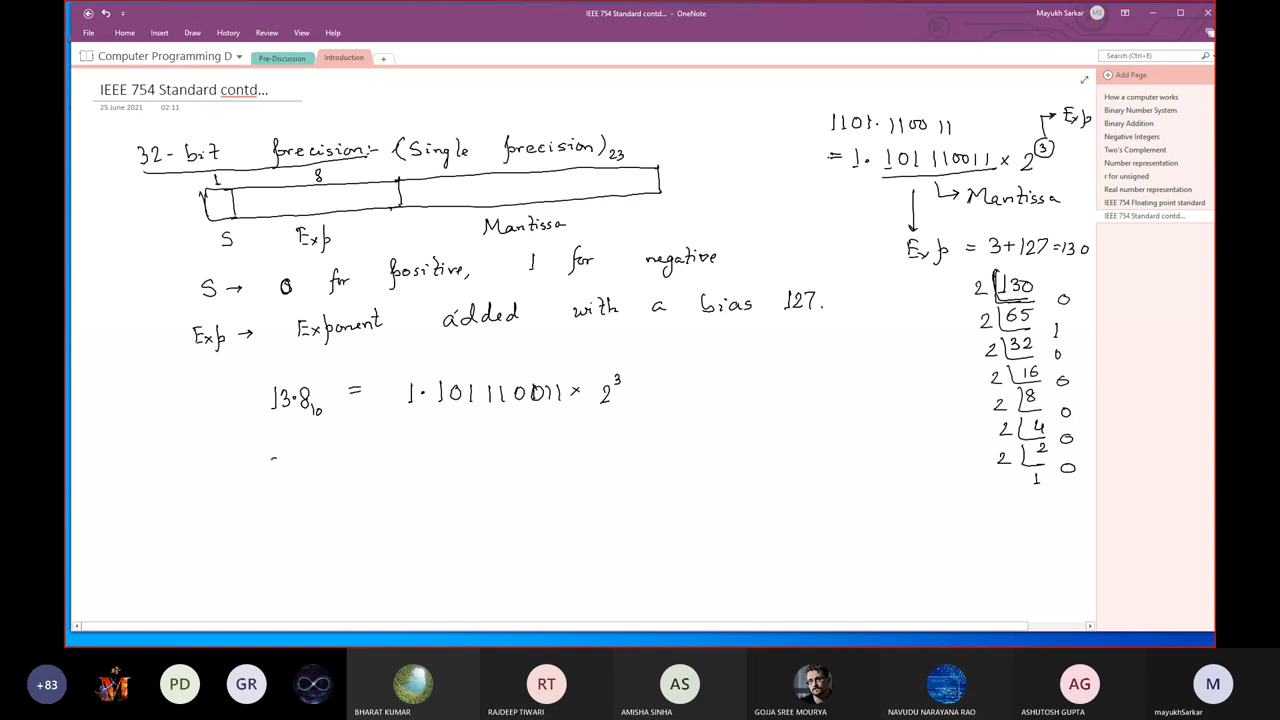 IEEE 754 Standard contd... - OneNote
Mayukh Sarkar MS
File Home Insert Draw History Review View Help
Computer Programming D Pre-Discussion Introduction +
Search (Ctrl+E)
Add Page
How a computer works
Binary Number System
Binary Addition
Negative Integers
Two's Complement
Number representation
r for unsigned
Real number representation
IEEE 754 Floating point standard
IEEE 754 Standard contd...
IEEE 754 Standard contd...
25 June 2021 02:11
32-bit precision:- (Single precision)
1 8 23
S Exp Mantissa
S → 0 for positive, 1 for negative
Exp → Exponent added with a bias 127.
13.8₁₀ = 1.101110011 × 2³
1101.110011
= 1.101110011 × 2³ → Exp
→ Mantissa
Exp = 3+127=130
2 130 0
2 65 1
2 32 0
2 16 0
2 8 0
2 4 0
2 2 0
1
+83 PD GR RT AS AG M
BHARAT KUMAR RAJDEEP TIWARI AMISHA SINHA GOJJA SREE MOURYA NAVUDU NARAYANA RAO ASHUTOSH GUPTA mayukhSarkar